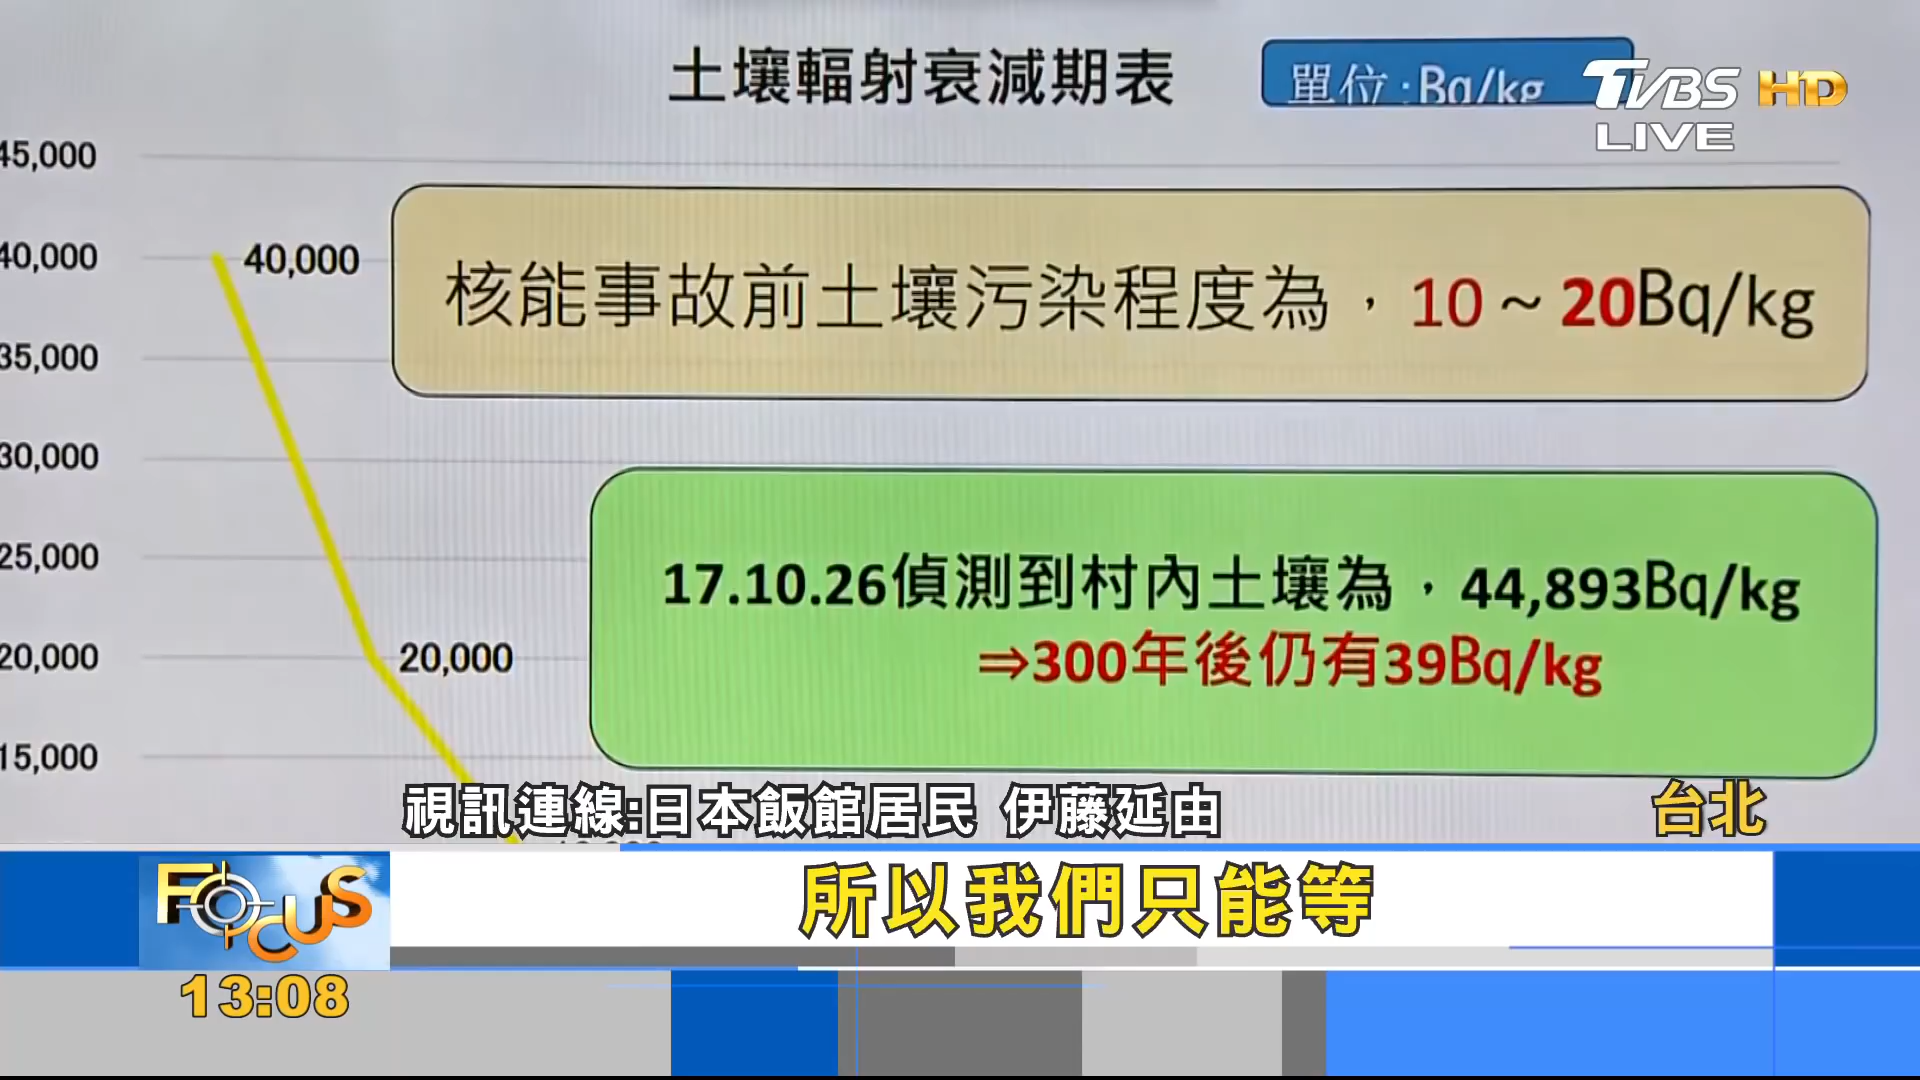 土壤輻射衰減期表
單位:Bq/kg
TVBS HD
LIVE
45,000
40,000
40,000
核能事故前土壤污染程度為，10～20Bq/kg
35,000
30,000
25,000
17.10.26偵測到村內土壤為，44,893Bq/kg
⇒300年後仍有39Bq/kg
20,000
20,000
15,000
視訊連線:日本飯館居民 伊藤延由
台北
FOCUS
所以我們只能等
13:08